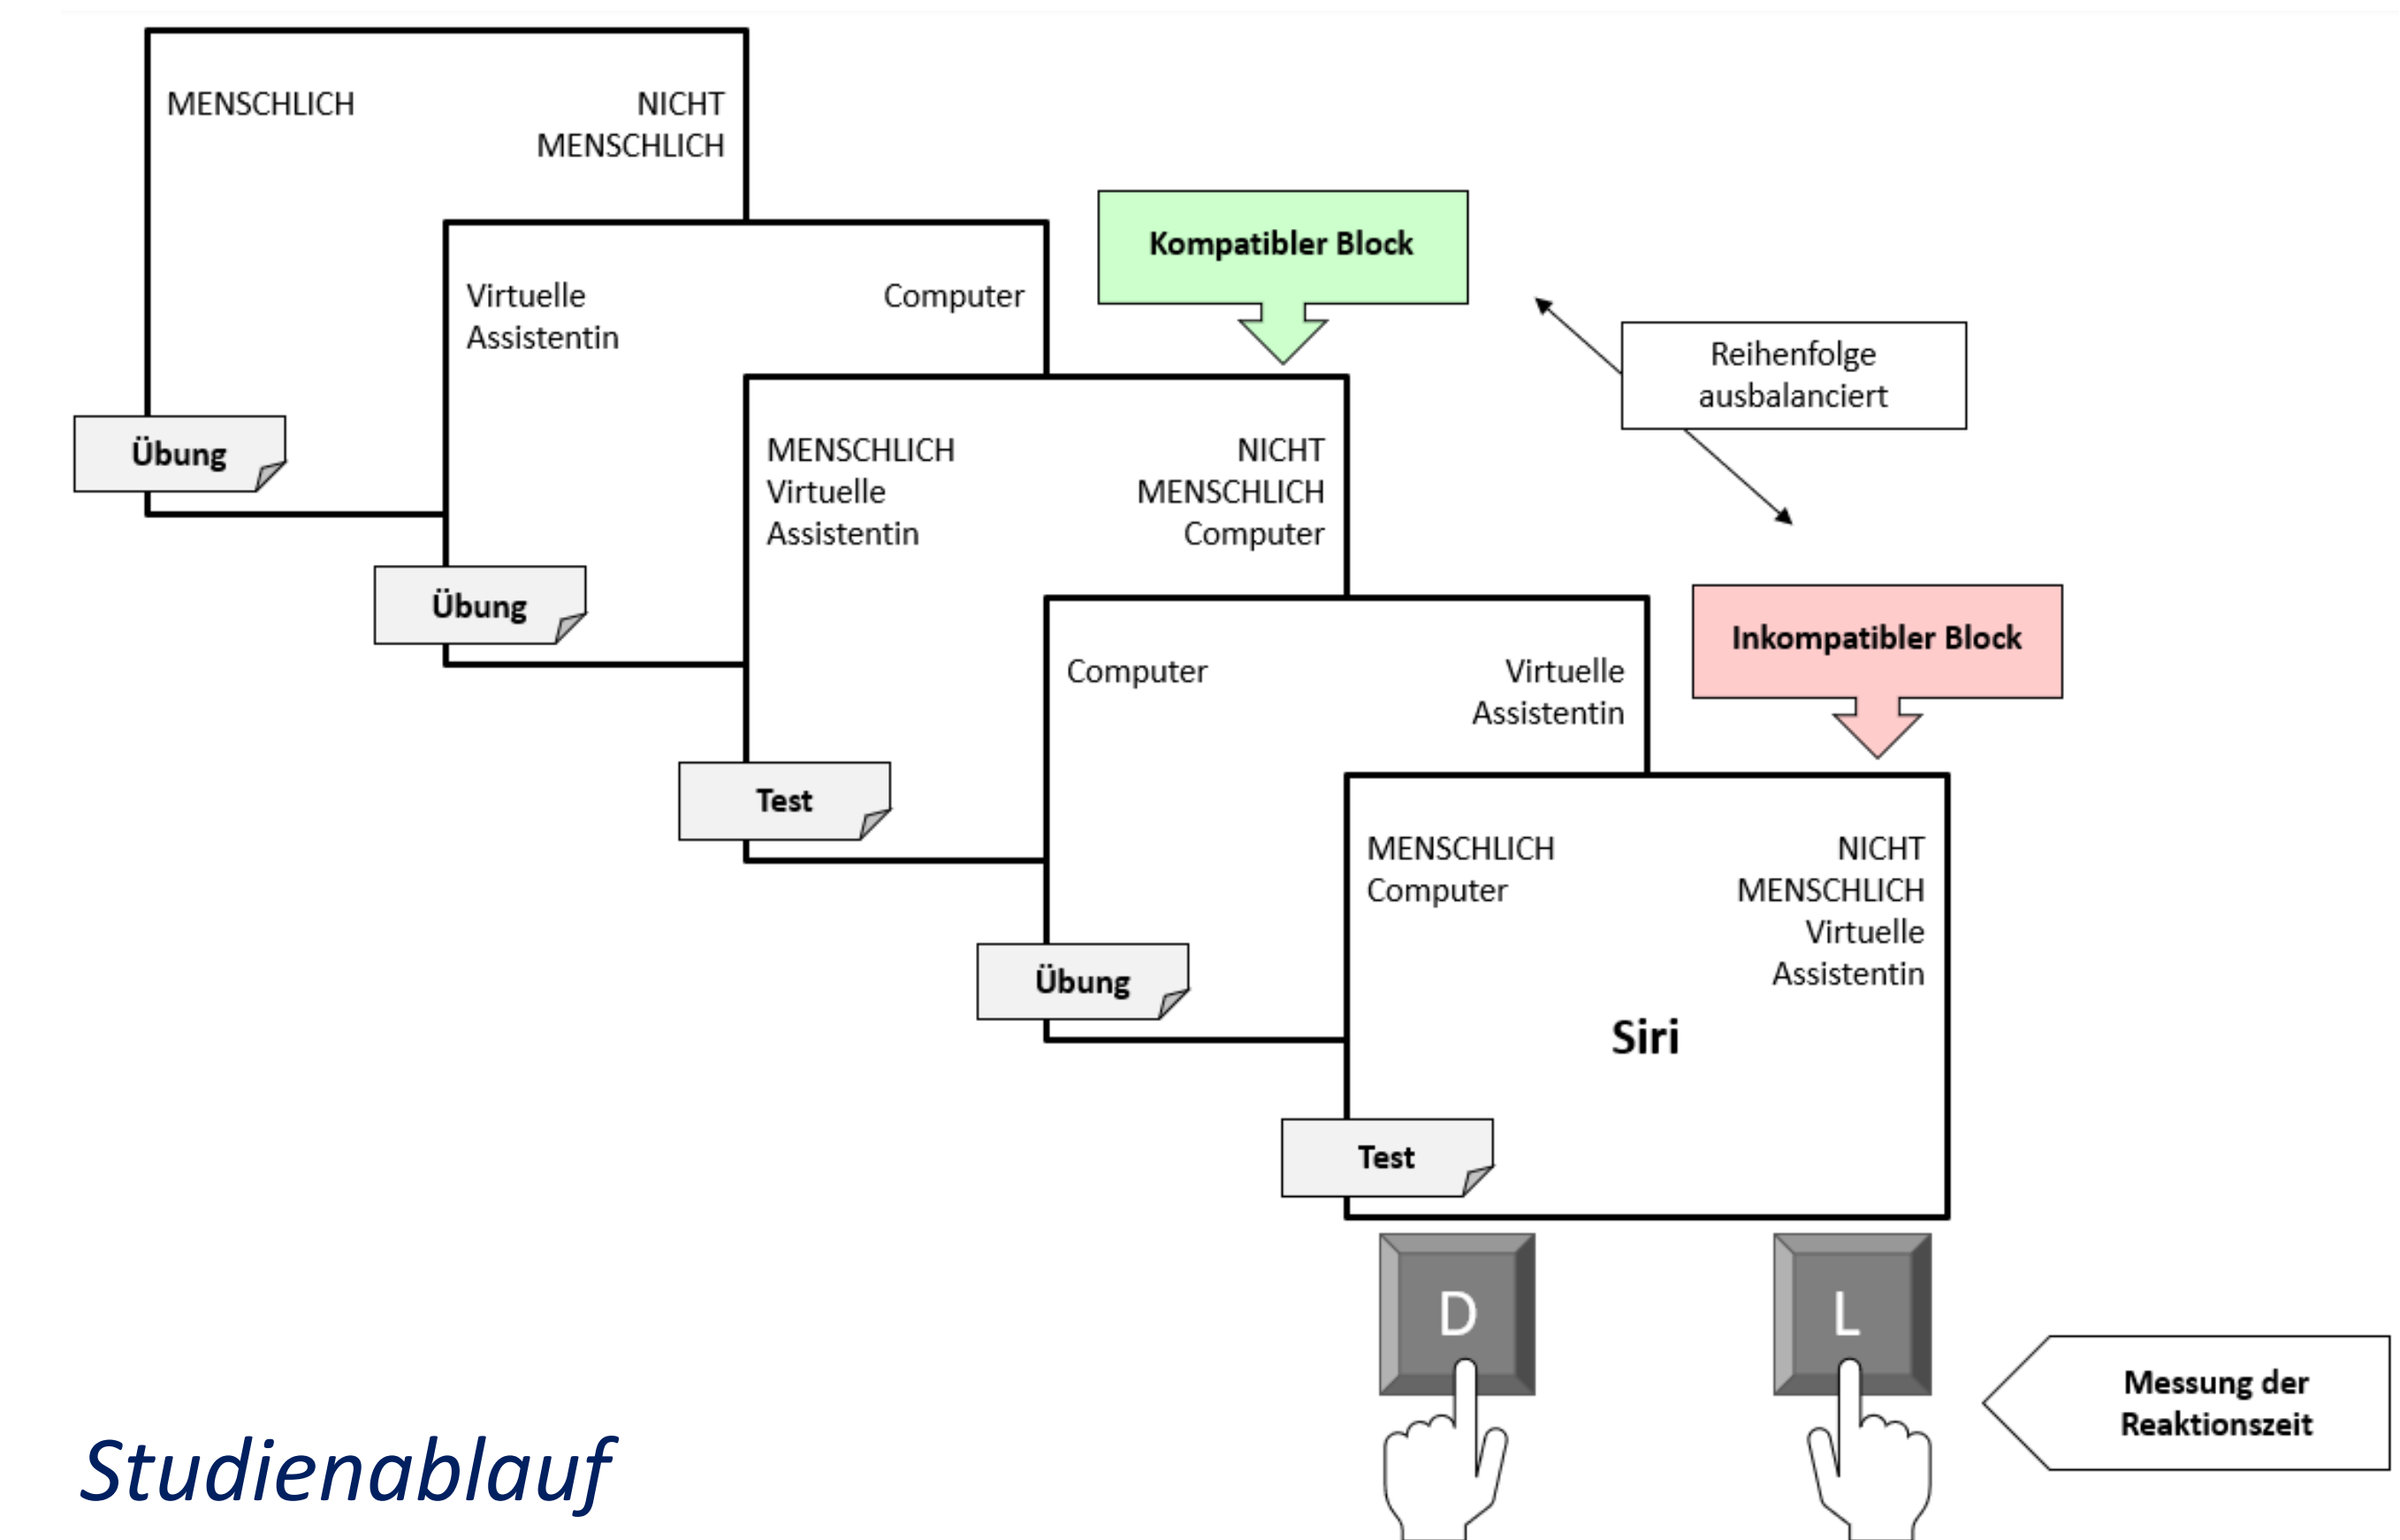 MENSCHLICH
NICHT
MENSCHLICH
Übung
Virtuelle
Assistentin
Computer
Übung
Kompatibler Block
MENSCHLICH
Virtuelle
Assistentin
NICHT
MENSCHLICH
Computer
Test
Reihenfolge
ausbalanciert
Computer
Virtuelle
Assistentin
Übung
Inkompatibler Block
MENSCHLICH
Computer
NICHT
MENSCHLICH
Virtuelle
Assistentin
Siri
Test
D
L
Messung der
Reaktionszeit
Studienablauf